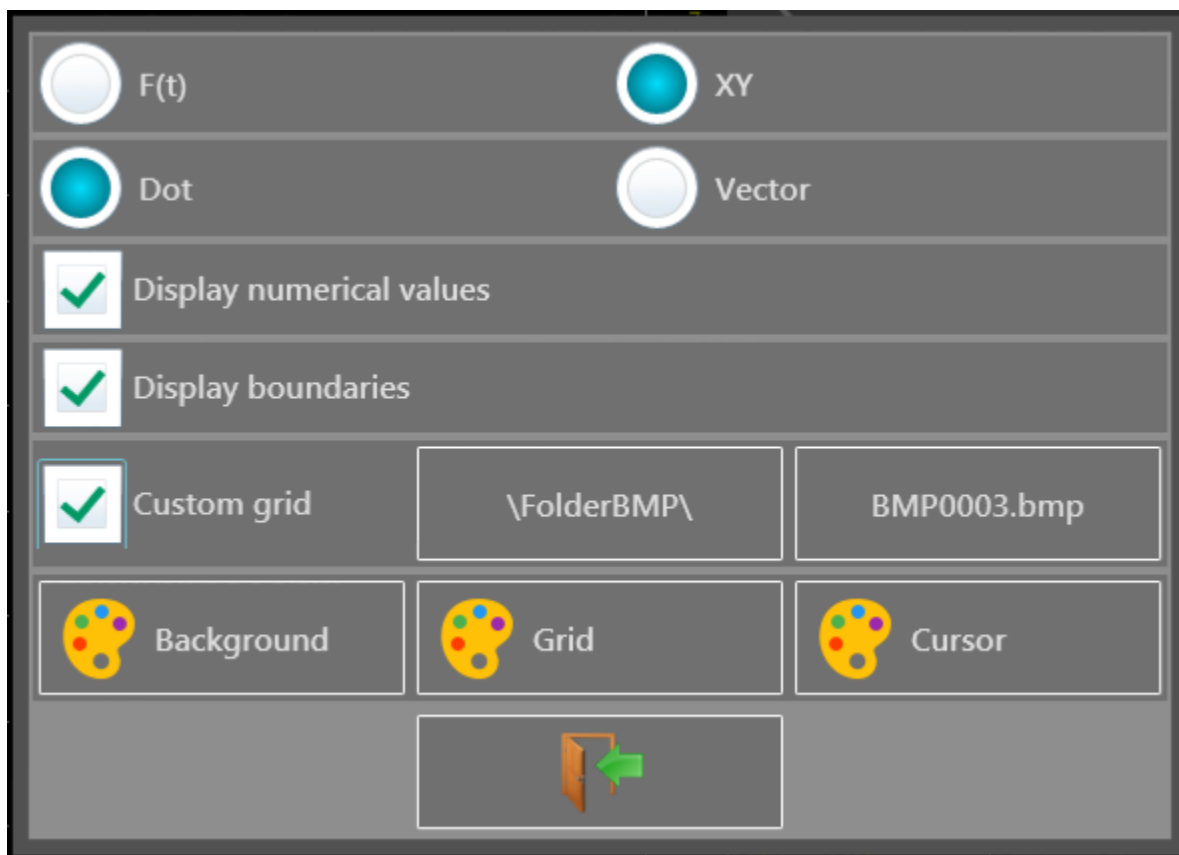 F(t) XY
Dot Vector
Display numerical values
Display boundaries
Custom grid \FolderBMP\ BMP0003.bmp
Background Grid Cursor